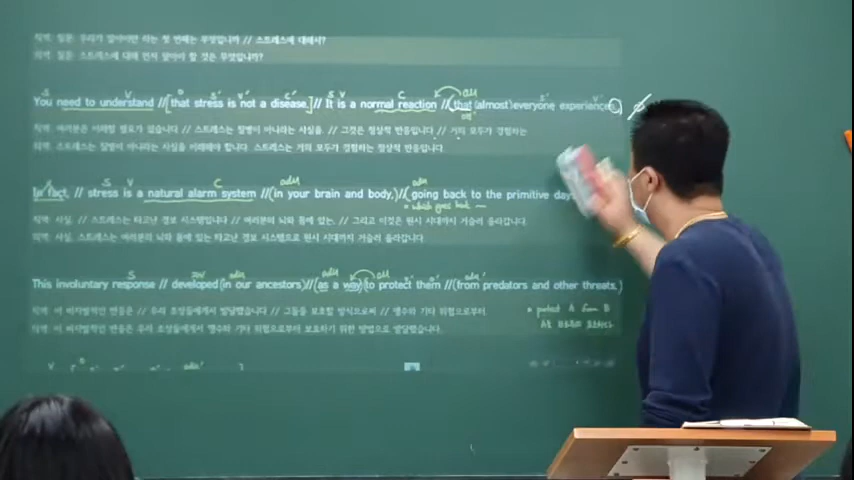 직역: 질문: 우리가 알아야만 하는 첫 번째는 무엇입니까 // 스트레스에 대해서?
의역: 질문: 스트레스에 대해 먼저 알아야 할 것은 무엇입니까?
S V O S' V' C' S V C adj S' V'
You need to understand // [that stress is not a disease.] // It is a normal reaction // (that (almost) everyone experiences.)
직역: 여러분은 이해할 필요가 있습니다 // 스트레스는 질병이 아니라는 사실을. // 그것은 정상적 반응입니다 // 거의 모두가 경험하는
의역: 스트레스는 질병이 아니라는 사실을 이해해야 합니다. 스트레스는 거의 모두가 경험하는 정상적 반응입니다.
S V C adj
In fact, // stress is a natural alarm system // (in your brain and body,) // (going back to the primitive days
= which goes back ~
직역: 사실, // 스트레스는 타고난 경보 시스템입니다 // 여러분의 뇌와 몸에 있는, // 그리고 이것은 원시 시대까지 거슬러 올라갑니다.
의역: 사실, 스트레스는 여러분의 뇌와 몸에 있는 타고난 경보 시스템으로 원시 시대까지 거슬러 올라갑니다.
This involuntary response // developed (in our ancestors) // (as a way) (to protect them // (from predators and other threats.)
직역: 이 비자발적인 반응은 // 우리 조상들에게서 발달했습니다 // 그들을 보호할 방식으로써 // 맹수와 기타 위협으로부터.
protect A from B
의역: 이 비자발적인 반응은 우리 조상들에게서 맹수와 기타 위협으로부터 보호하기 위한 방법으로 발달했습니다.